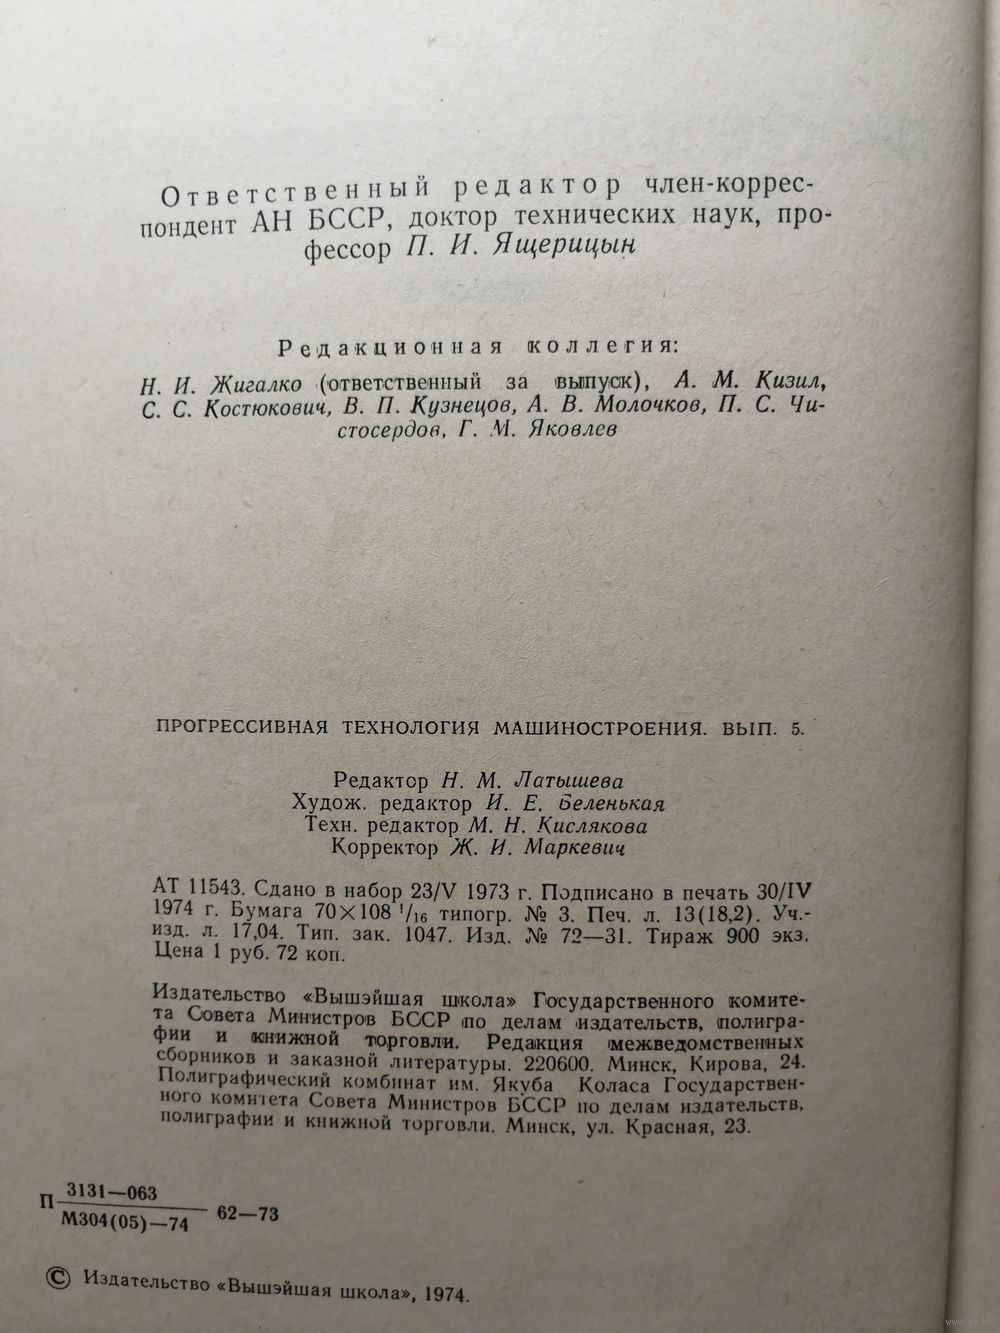 Ответственный редактор член-коррес-
пондент АН БССР, доктор технических наук, про-
фессор П. И. Ящерицын
Редакционная коллегия:
Н. И. Жигалко (ответственный за выпуск), А. М. Кизил,
С. С. Костюкович, В. П. Кузнецов, А. В. Молочков, П. С. Чи-
стосердов, Г. М. Яковлев
ПРОГРЕССИВНАЯ ТЕХНОЛОГИЯ МАШИНОСТРОЕНИЯ. ВЫП. 5.
Редактор Н. М. Латышева
Худож. редактор И. Е. Беленькая
Техн. редактор М. Н. Кислякова
Корректор Ж. И. Маркевич
АТ 11543. Сдано в набор 23/V 1973 г. Подписано в печать 30/IV
1974 г. Бумага 70×108 1/16 типогр. № 3. Печ. л. 13(18,2). Уч.-
изд. л. 17,04. Тип. зак. 1047. Изд. № 72—31. Тираж 900 экз.
Цена 1 руб. 72 коп.
Издательство «Вышэйшая школа» Государственного комите-
та Совета Министров БССР по делам издательств, полигра-
фии и книжной торговли. Редакция межведомственных
сборников и заказной литературы. 220600. Минск, Кирова, 24.
Полиграфический комбинат им. Якуба Коласа Государствен-
ного комитета Совета Министров БССР по делам издательств,
полиграфии и книжной торговли. Минск, ул. Красная, 23.
П 3131—063
М304(05)—74 62—73
© Издательство «Вышэйшая школа», 1974.
www.ay.by